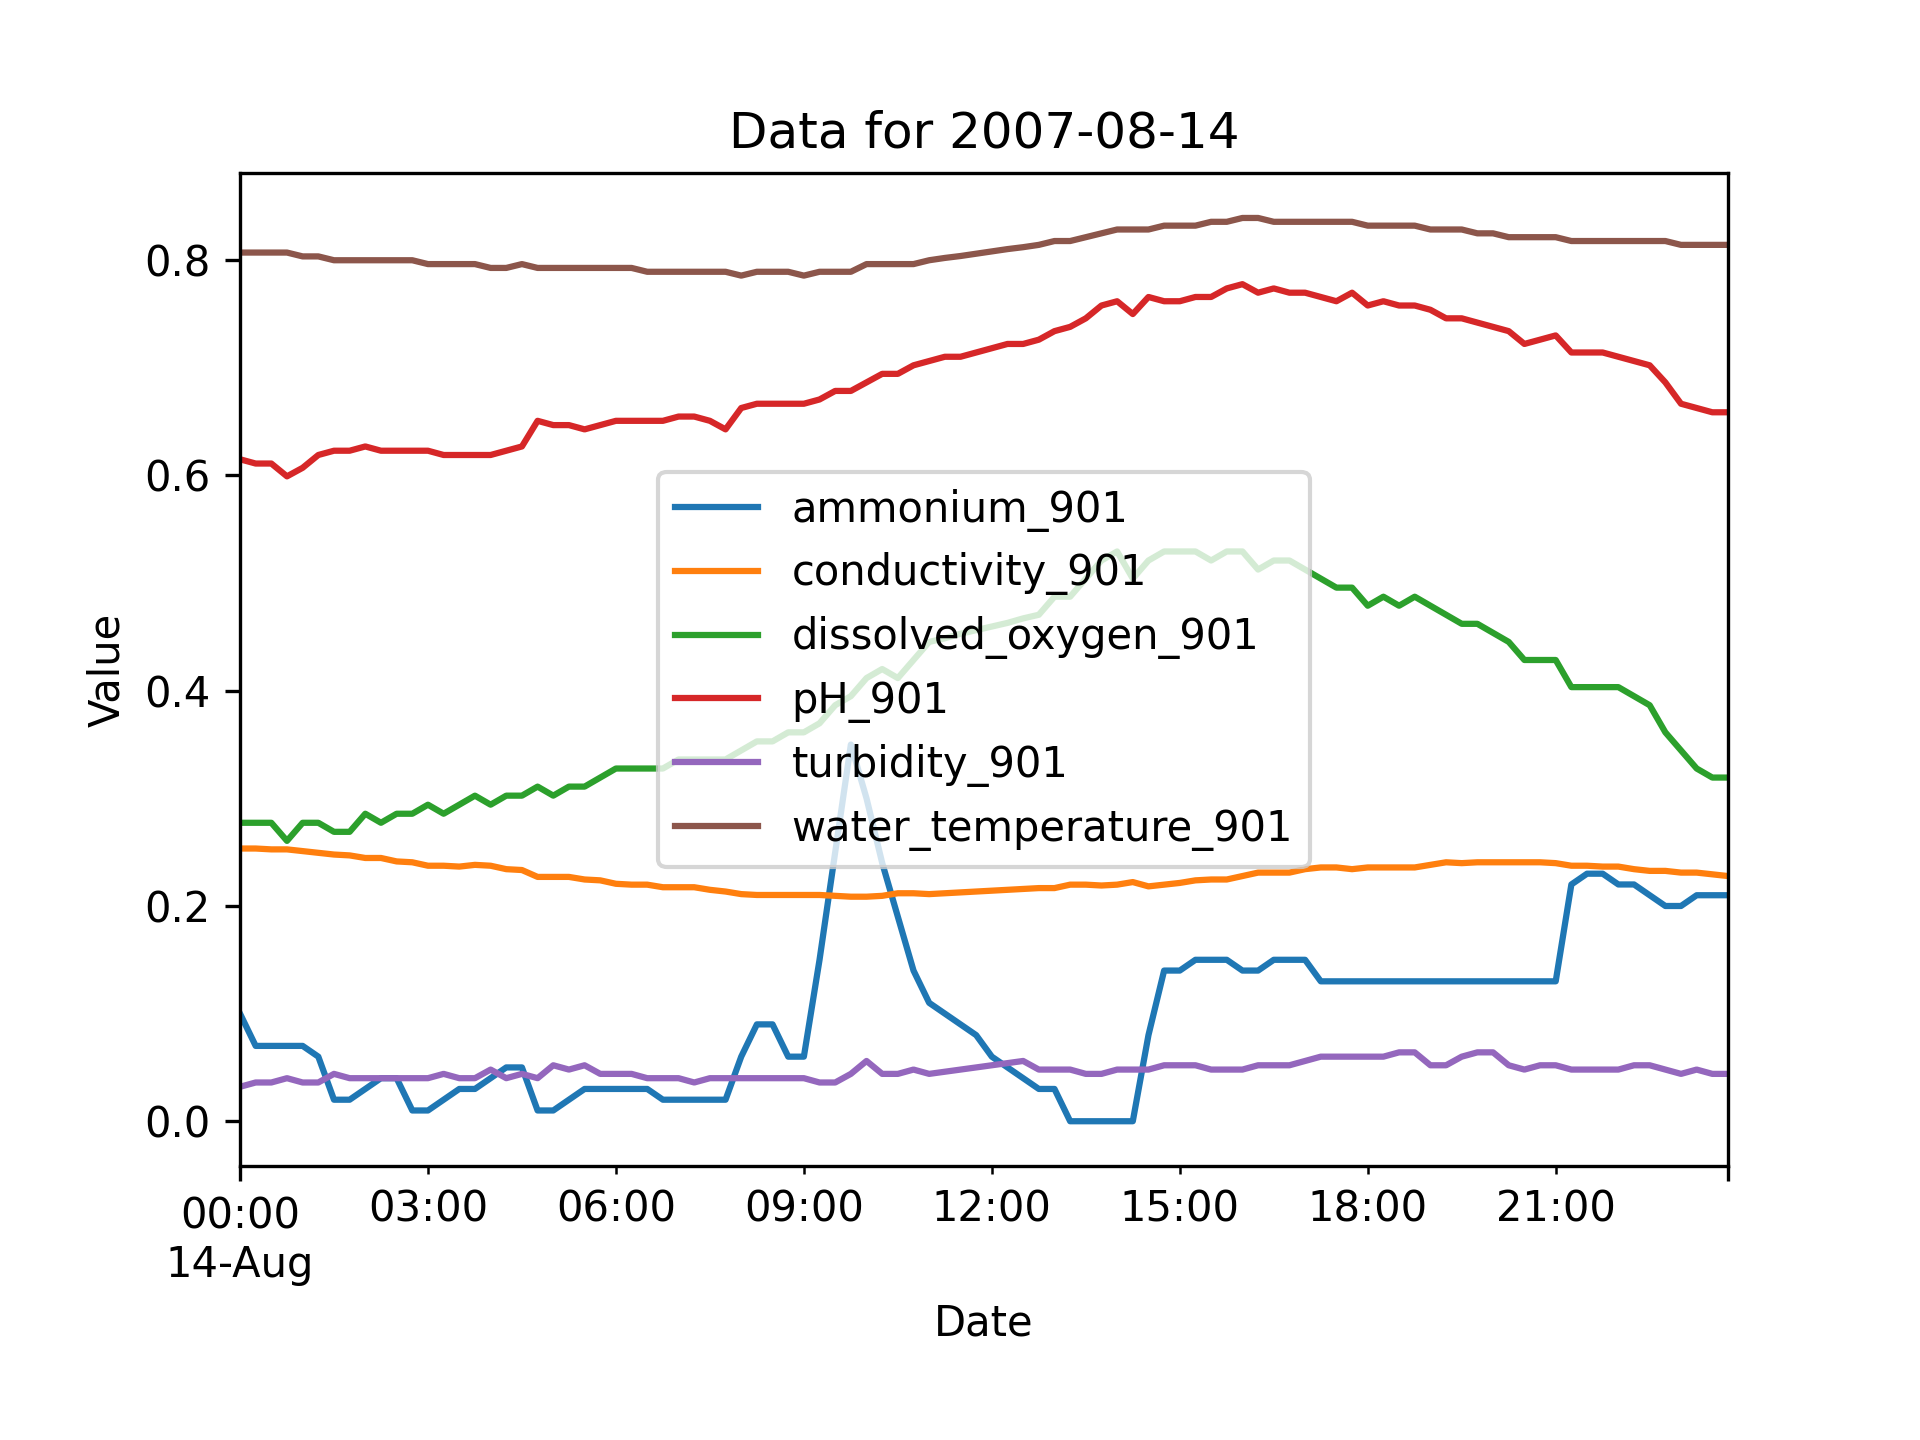 Data for 2007-08-14
Value
0.8
0.6
0.4
0.2
0.0
ammonium_901
conductivity_901
dissolved_oxygen_901
pH_901
turbidity_901
water_temperature_901
00:00 03:00 06:00 09:00 12:00 15:00 18:00 21:00
14-Aug
Date